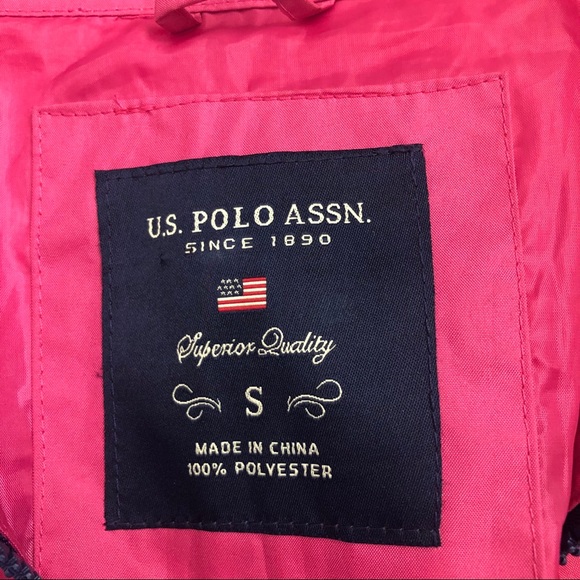 U.S. POLO ASSN.
SINCE 1890
Superior Quality
S
MADE IN CHINA
100% POLYESTER